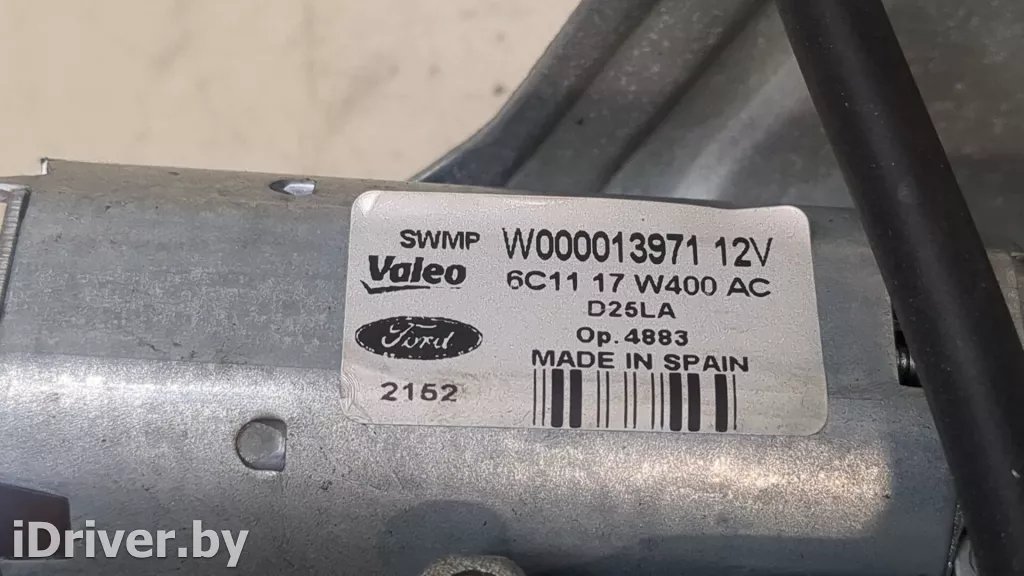 SWMP W000013971 12V
Valeo 6C11 17 W400 AC
D25LA
Ford Op.4883
MADE IN SPAIN
2152
iDriver.by